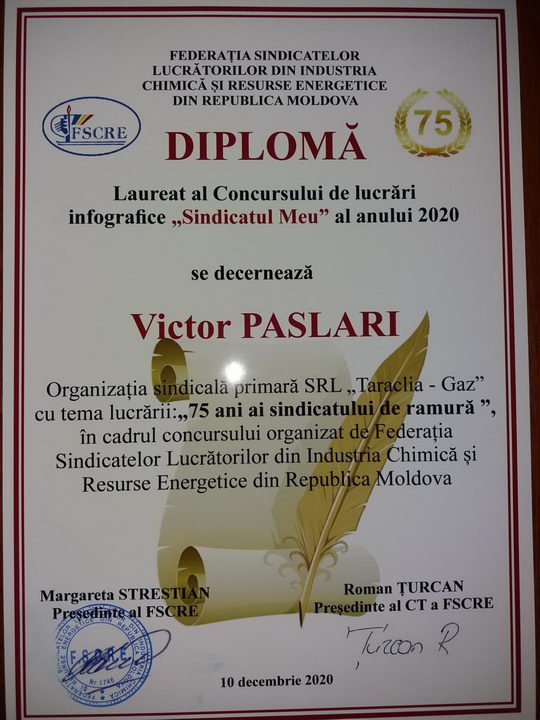 FEDERAȚIA SINDICATELOR
LUCRĂTORILOR DIN INDUSTRIA
CHIMICĂ ȘI RESURSE ENERGETICE
DIN REPUBLICA MOLDOVA
FSCRE
75
DIPLOMĂ
Laureat al Concursului de lucrări
infografice „Sindicatul Meu” al anului 2020
se decernează
Victor PASLARI
Organizația sindicală primară SRL „Taraclia - Gaz”
cu tema lucrării:„75 ani ai sindicatului de ramură ”,
în cadrul concursului organizat de Federația
Sindicatelor Lucrătorilor din Industria Chimică și
Resurse Energetice din Republica Moldova
Margareta STRESTIAN
Președinte al FSCRE
Roman ȚURCAN
Președinte al CT a FSCRE
Țurcan R
10 decembrie 2020